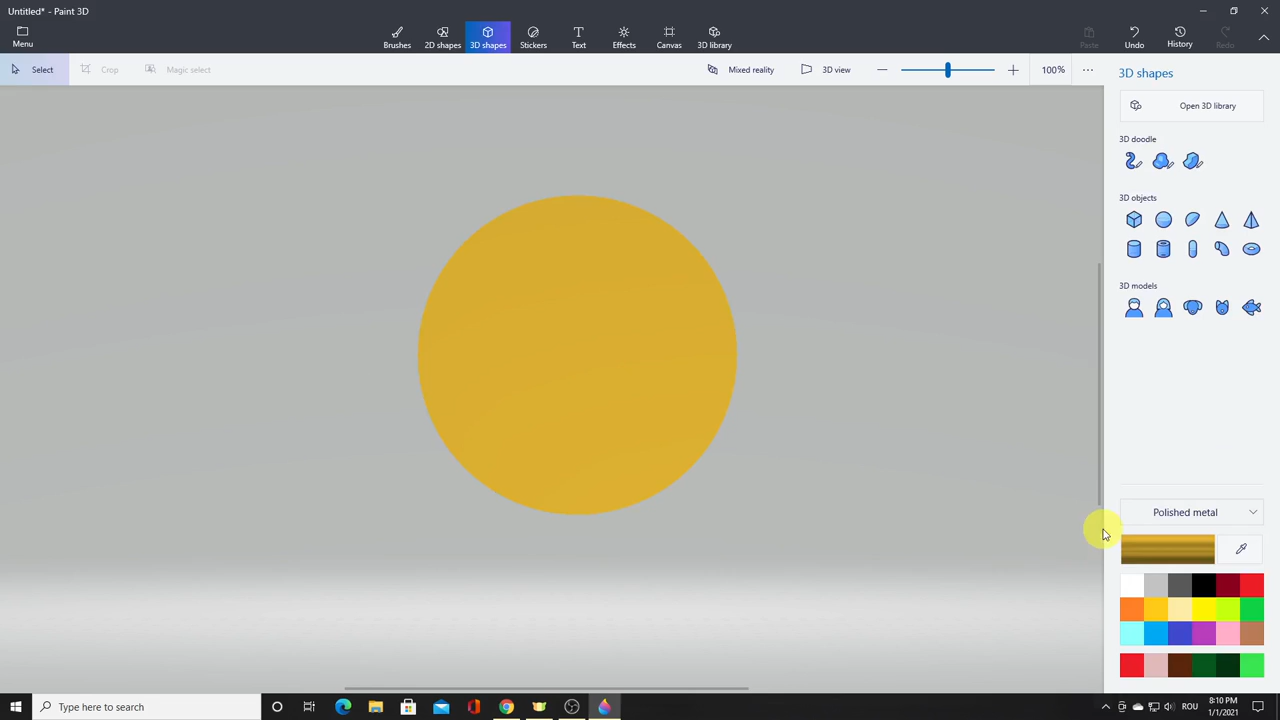 Untitled* - Paint 3D
Menu
Brushes
2D shapes
3D shapes
Stickers
Text
Effects
Canvas
3D library
Paste
Undo
History
Redo
Select
Crop
Magic select
Mixed reality
3D view
100%
3D shapes
Open 3D library
3D doodle
3D objects
3D models
Polished metal
Type here to search
ROU
8:10 PM
1/1/2021